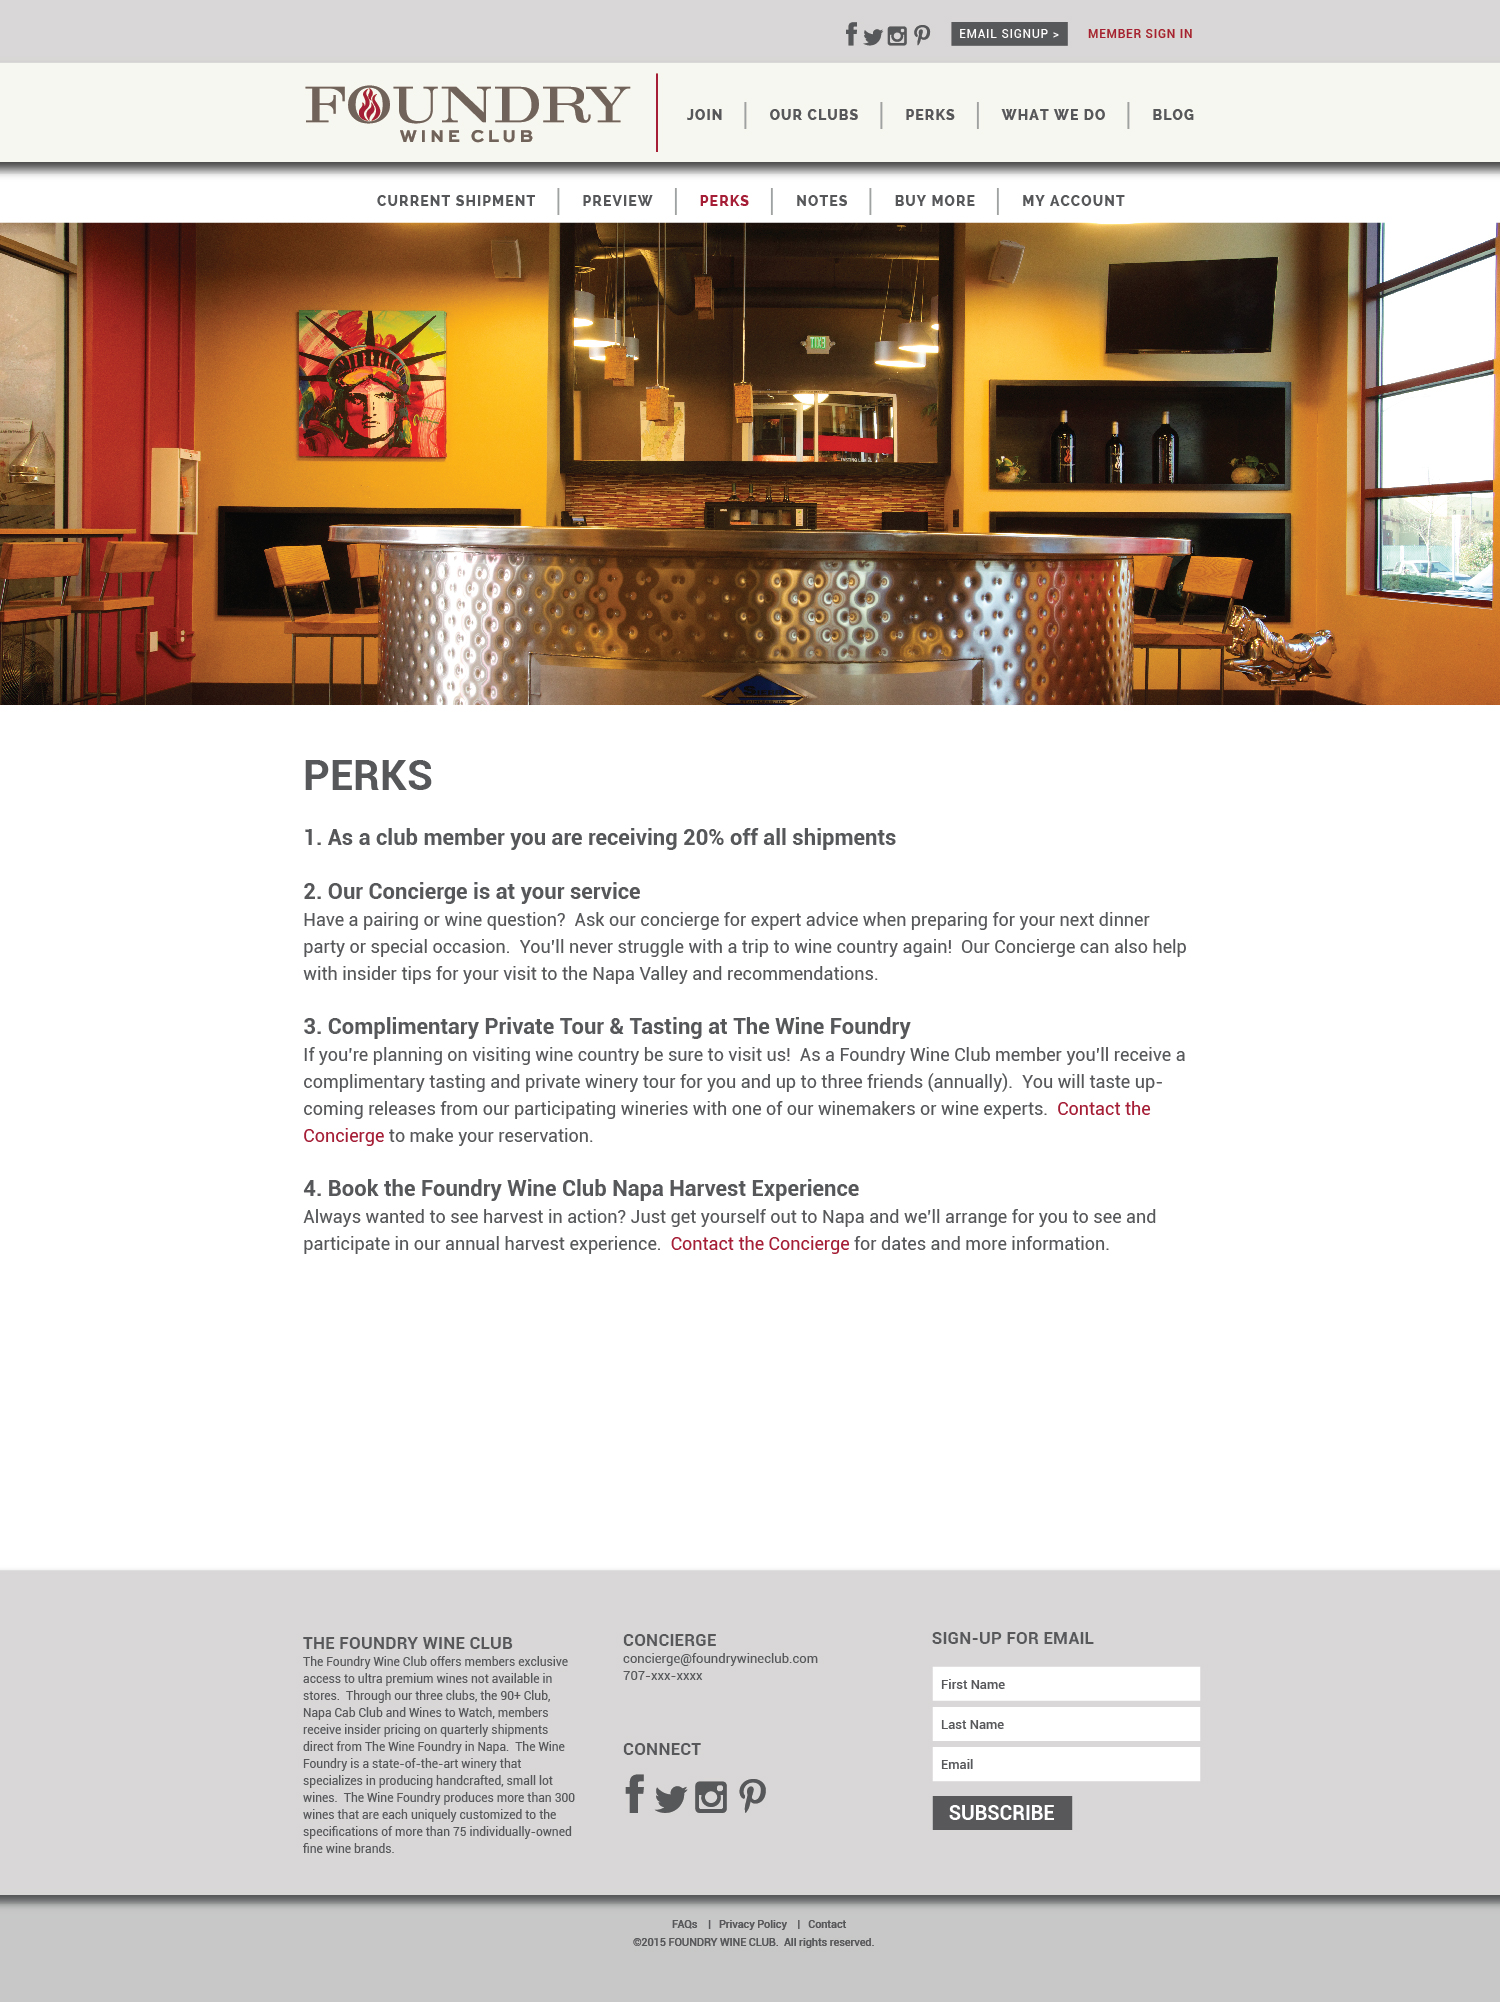 EMAIL SIGNUP >
MEMBER SIGN IN
FOUNDRY
WINE CLUB
JOIN
OUR CLUBS
PERKS
WHAT WE DO
BLOG
CURRENT SHIPMENT
PREVIEW
PERKS
NOTES
BUY MORE
MY ACCOUNT
EXIT
PERKS
1. As a club member you are receiving 20% off all shipments
2. Our Concierge is at your service
Have a pairing or wine question?  Ask our concierge for expert advice when preparing for your next dinner
party or special occasion.  You'll never struggle with a trip to wine country again!  Our Concierge can also help
with insider tips for your visit to the Napa Valley and recommendations.
3. Complimentary Private Tour & Tasting at The Wine Foundry
If you're planning on visiting wine country be sure to visit us!  As a Foundry Wine Club member you'll receive a
complimentary tasting and private winery tour for you and up to three friends (annually).  You will taste up-
coming releases from our participating wineries with one of our winemakers or wine experts.  Contact the
Concierge to make your reservation.
4. Book the Foundry Wine Club Napa Harvest Experience
Always wanted to see harvest in action? Just get yourself out to Napa and we'll arrange for you to see and
participate in our annual harvest experience.  Contact the Concierge for dates and more information.
THE FOUNDRY WINE CLUB
The Foundry Wine Club offers members exclusive
access to ultra premium wines not available in
stores.  Through our three clubs, the 90+ Club,
Napa Cab Club and Wines to Watch, members
receive insider pricing on quarterly shipments
direct from The Wine Foundry in Napa.  The Wine
Foundry is a state-of-the-art winery that
specializes in producing handcrafted, small lot
wines.  The Wine Foundry produces more than 300
wines that are each uniquely customized to the
specifications of more than 75 individually-owned
fine wine brands.
CONCIERGE
concierge@foundrywineclub.com
707-xxx-xxxx
CONNECT
SIGN-UP FOR EMAIL
First Name
Last Name
Email
SUBSCRIBE
FAQs | Privacy Policy | Contact
©2015 FOUNDRY WINE CLUB.  All rights reserved.